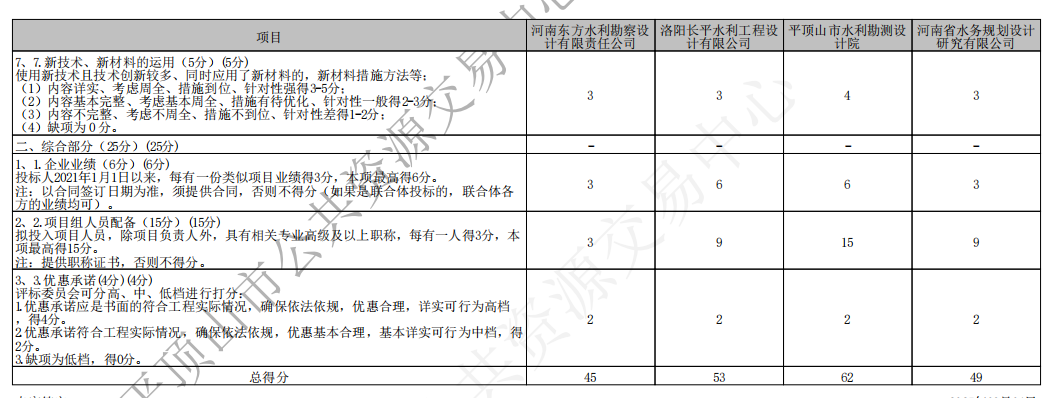 项目 河南东方水利勘察设计有限责任公司 洛阳长平水利工程设计有限公司 平顶山市水利勘测设计院 河南省水务规划设计研究有限公司
7、7.新技术、新材料的运用（5分）(5分)
使用新技术且技术创新较多、同时应用了新材料的，新材料措施方法等；
（1）内容详实、考虑周全、措施到位、针对性强得3-5分；
（2）内容基本完整、考虑基本周全、措施有待优化、针对性一般得2-3分；
（3）内容不完整、考虑不周全、措施不到位、针对性差得1-2分；
（4）缺项为0分。
3 3 4 3
二、综合部分（25分）(25分) － － － －
1、1.企业业绩（6分）(6分)
投标人2021年1月1日以来，每有一份类似项目业绩得3分，本项最高得6分。
注：以合同签订日期为准，须提供合同，否则不得分（如果是联合体投标的，联合体各
方的业绩均可）。
3 6 6 3
2、2.项目组人员配备（15分）(15分)
拟投入项目人员，除项目负责人外，具有相关专业高级及以上职称，每有一人得3分，本
项最高得15分。
注：提供职称证书，否则不得分。
3 9 15 9
3、3.优惠承诺(4分)(4分)
评标委员会可分高、中、低档进行打分：
1.优惠承诺应是书面的符合工程实际情况，确保依法依规，优惠合理，详实可行为高档
，得4分。
2优惠承诺符合工程实际情况，确保依法依规，优惠基本合理，基本详实可行为中档，得
2分。
3.缺项为低档，得0分。
2 2 2 2
总得分 45 53 62 49
平顶山市公共资源交易中心
共资源交易中心